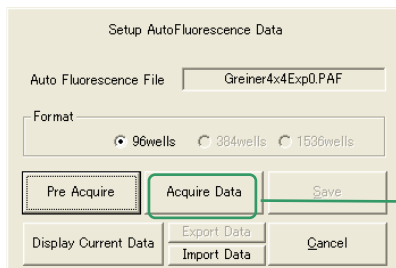 Setup AutoFluorescence Data
Auto Fluorescence File Greiner4x4Exp0.PAF
Format
96wells 384wells 1536wells
Pre Acquire Acquire Data Save
Display Current Data Export Data Cancel
Import Data